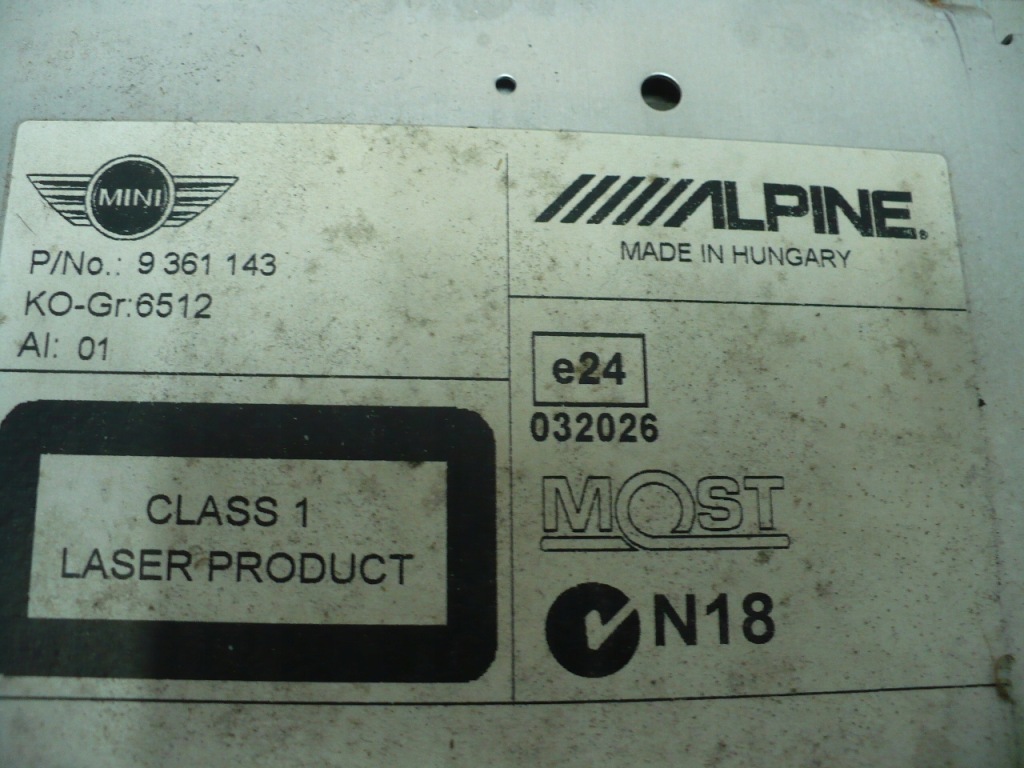 MINI
P/No.: 9 361 143
KO-Gr:6512
AI: 01
ALPINE®
MADE IN HUNGARY
e24
032026
MOST
N18
CLASS 1
LASER PRODUCT